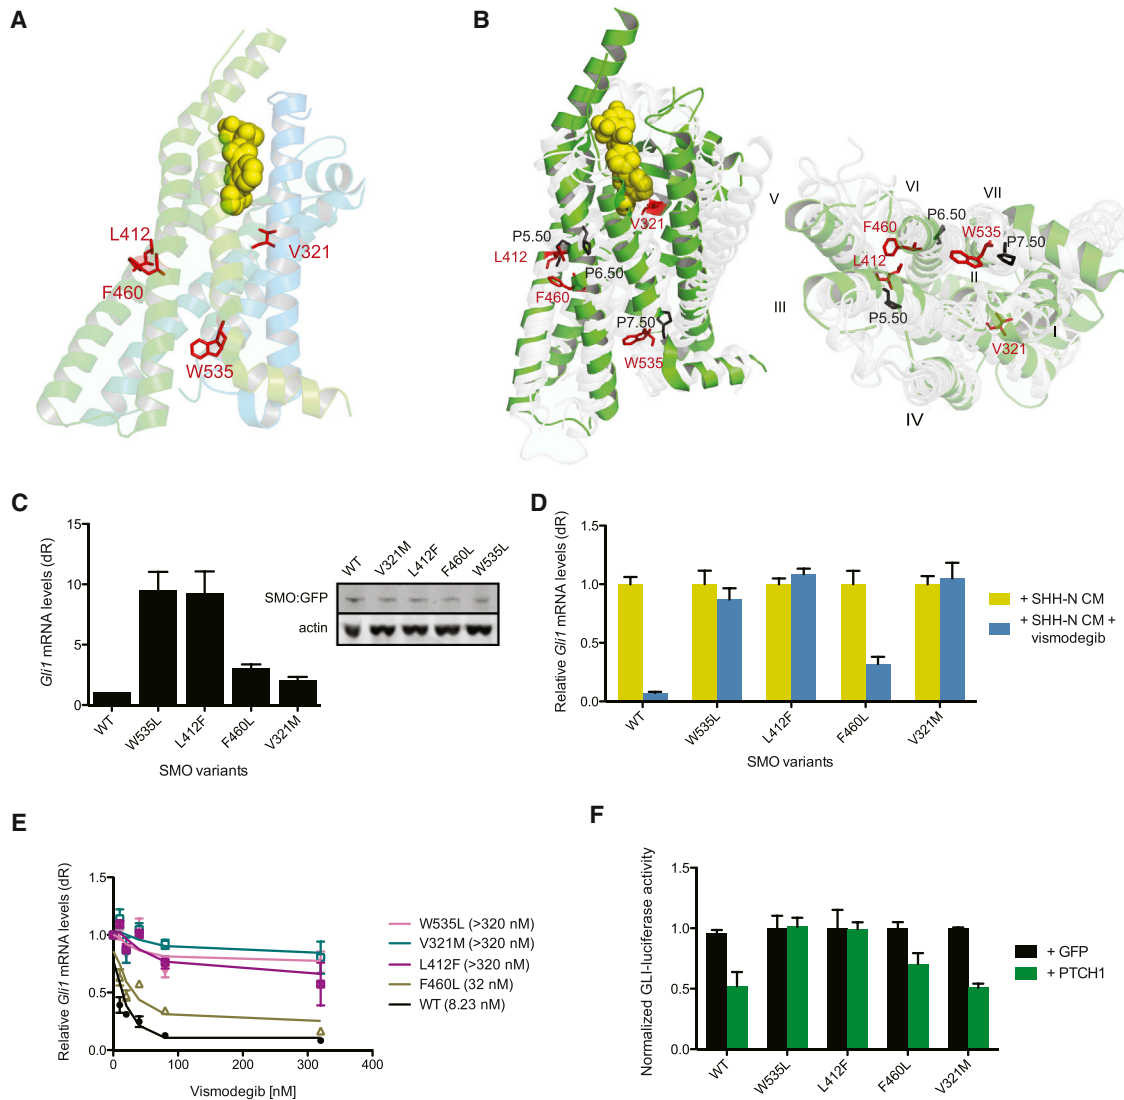 A
L412
F460
V321
W535
B
V321
P5.50
L412
P6.50
F460
P7.50
W535
V
VI
VII
P6.50
F460
W535
P7.50
L412
II
III
P5.50
I
V321
IV
C
Gli1 mRNA levels (dR)
15
10
5
0
WT
W535L
L412F
F460L
V321M
SMO variants
WT
V321M
L412F
F460L
W535L
SMO:GFP
actin
D
Relative Gli1 mRNA levels (dR)
1.5
1.0
0.5
0.0
WT
W535L
L412F
F460L
V321M
SMO variants
+ SHH-N CM
+ SHH-N CM +
vismodegib
E
Relative Gli1 mRNA levels (dR)
1.5
1.0
0.5
0.0
0
100
200
300
400
Vismodegib [nM]
W535L (>320 nM)
V321M (>320 nM)
L412F (>320 nM)
F460L (32 nM)
WT (8.23 nM)
F
Normalized GLI-luciferase activity
1.5
1.0
0.5
0.0
WT
W535L
L412F
F460L
V321M
+ GFP
+ PTCH1